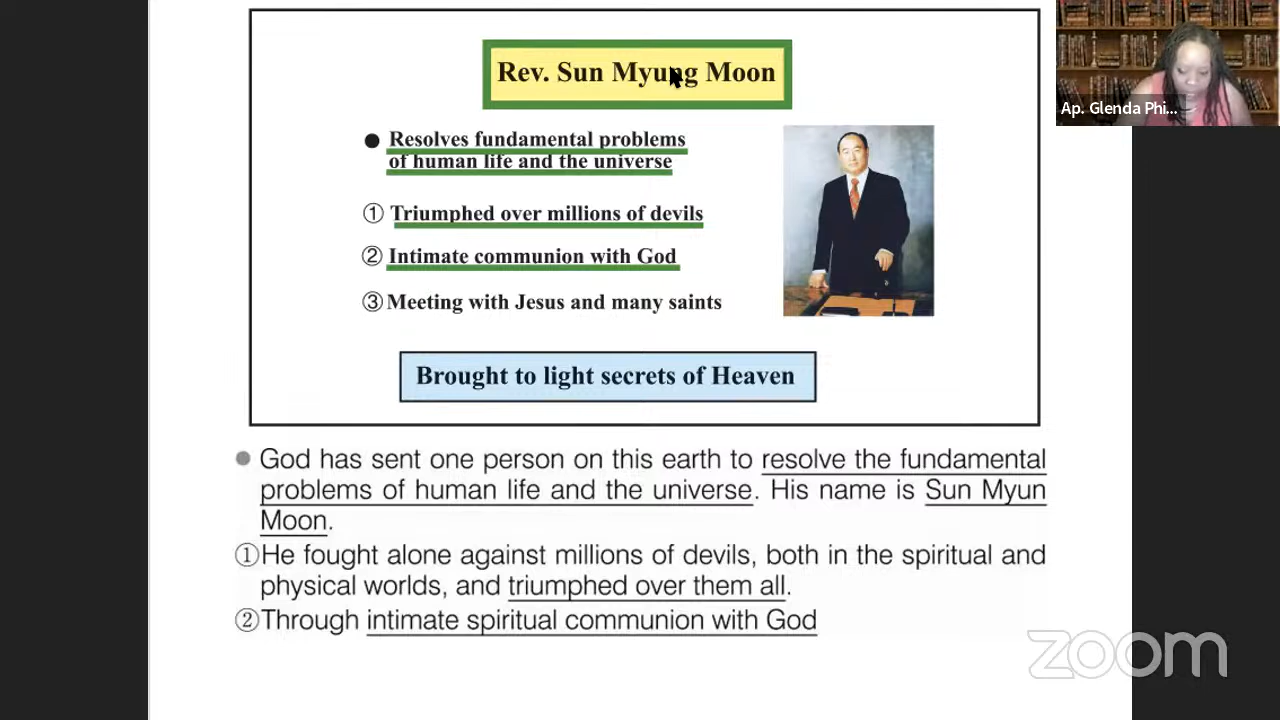 Rev. Sun Myung Moon
● Resolves fundamental problems
of human life and the universe
① Triumphed over millions of devils
② Intimate communion with God
③ Meeting with Jesus and many saints
Brought to light secrets of Heaven
● God has sent one person on this earth to resolve the fundamental
problems of human life and the universe. His name is Sun Myun
Moon.
① He fought alone against millions of devils, both in the spiritual and
physical worlds, and triumphed over them all.
② Through intimate spiritual communion with God
Ap. Glenda Phi...
zoom